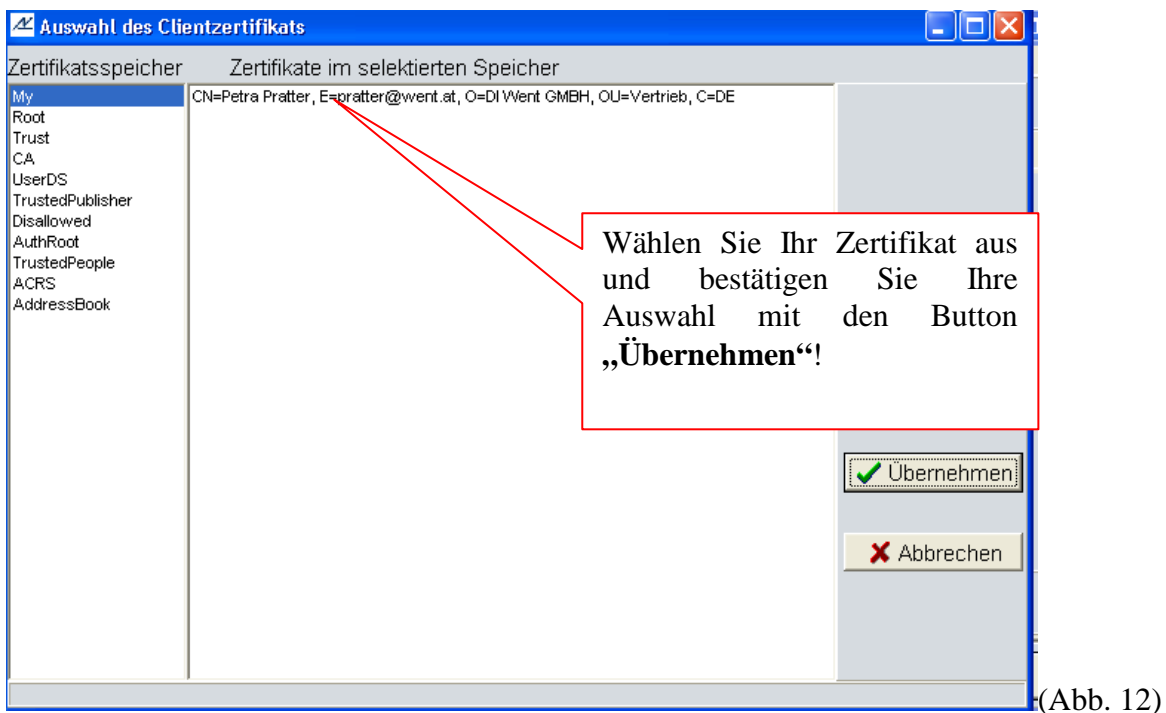 Auswahl des Clientzertifikats
Zertifikatsspeicher Zertifikate im selektierten Speicher
My
Root
Trust
CA
UserDS
TrustedPublisher
Disallowed
AuthRoot
TrustedPeople
ACRS
AddressBook
CN=Petra Pratter, E=pratter@went.at, O=DI Went GMBH, OU=Vertrieb, C=DE
Wählen Sie Ihr Zertifikat aus
und bestätigen Sie Ihre
Auswahl mit den Button
„Übernehmen“!
Übernehmen
Abbrechen
(Abb. 12)